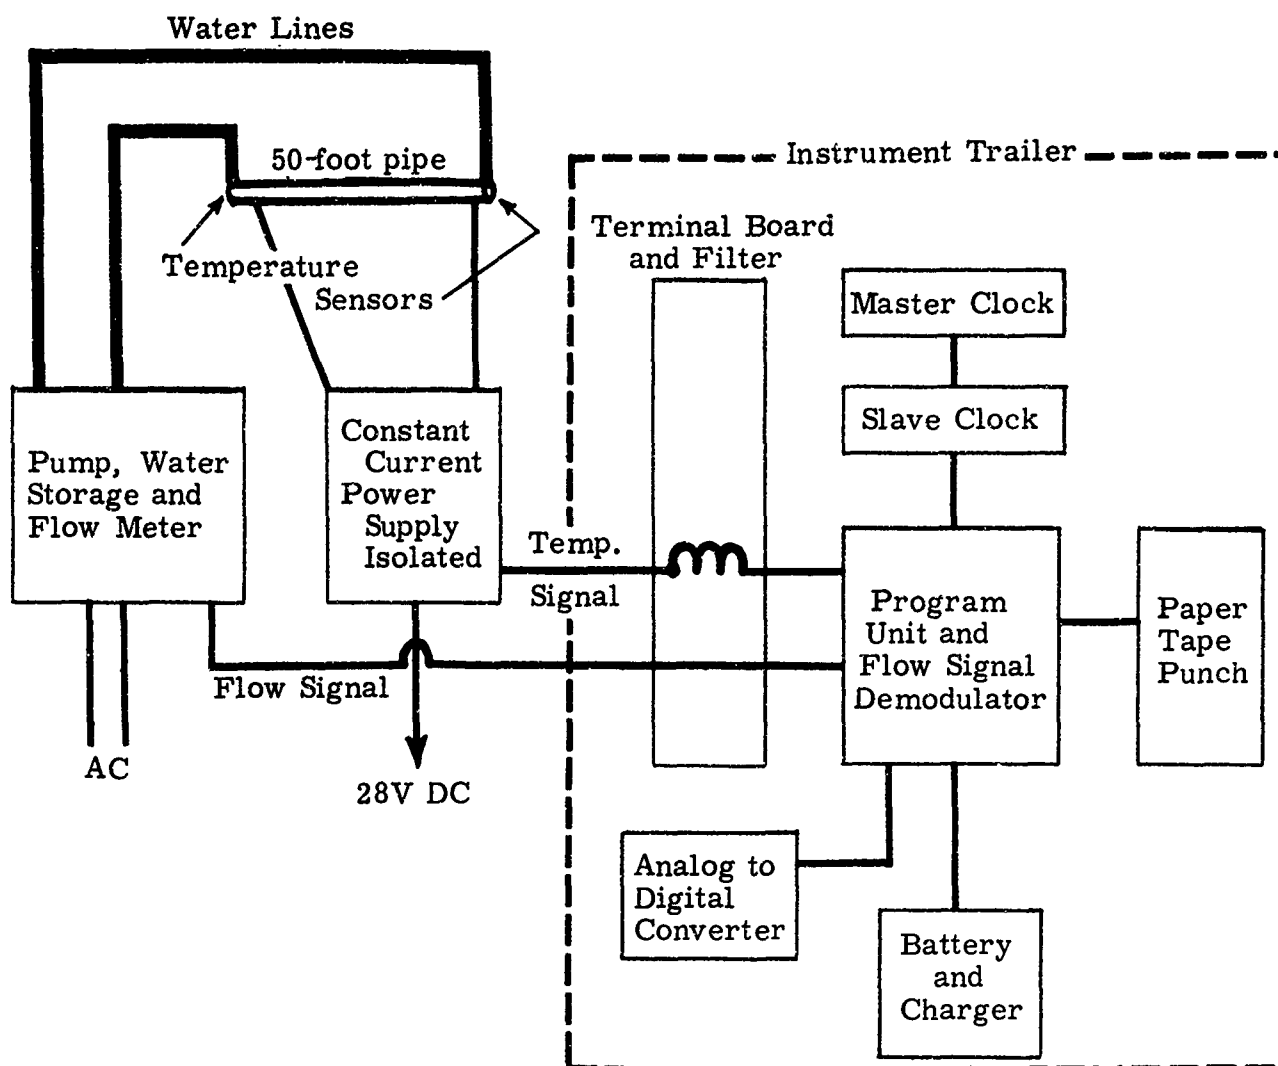 Water Lines
50-foot pipe
Temperature
Sensors
Instrument Trailer
Terminal Board
and Filter
Master Clock
Slave Clock
Pump, Water
Storage and
Flow Meter
Constant
Current
Power
Supply
Isolated
Temp.
Signal
Flow Signal
Program
Unit and
Flow Signal
Demodulator
Paper
Tape
Punch
AC
28V DC
Analog to
Digital
Converter
Battery
and
Charger